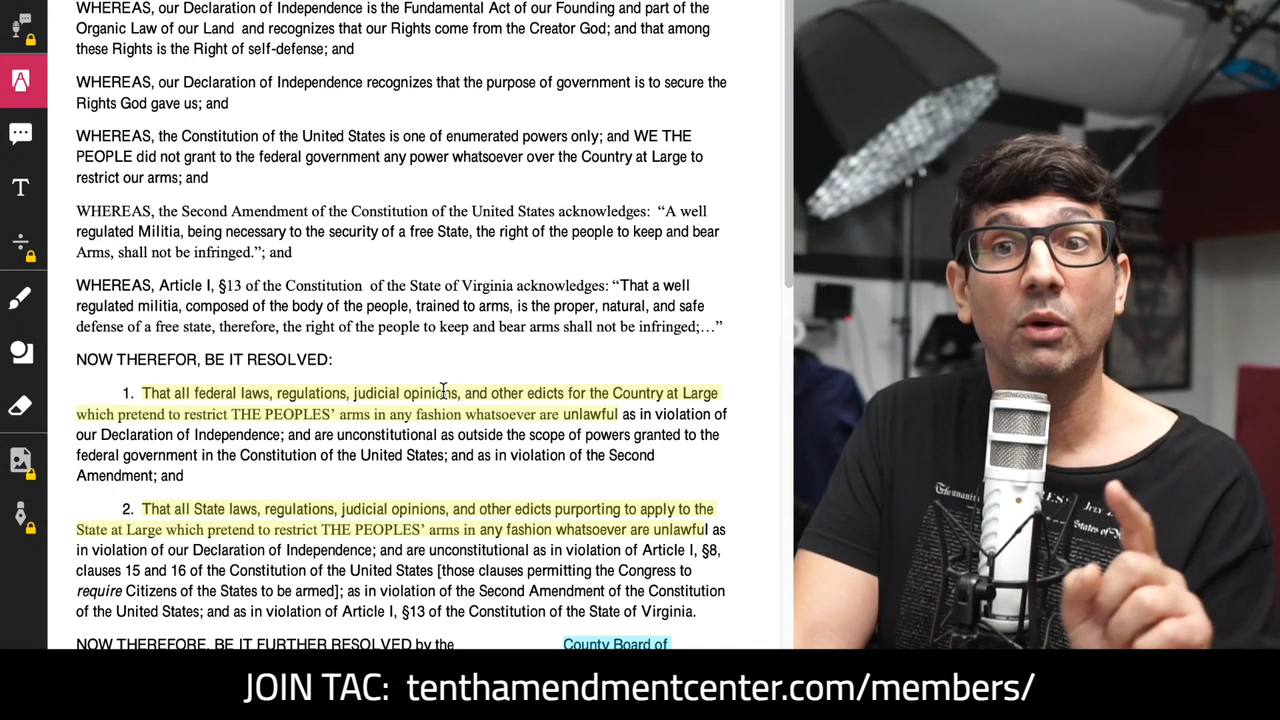 WHEREAS, our Declaration of Independence is the Fundamental Act of our Founding and part of the
Organic Law of our Land and recognizes that our Rights come from the Creator God; and that among
these Rights is the Right of self-defense; and
WHEREAS, our Declaration of Independence recognizes that the purpose of government is to secure the
Rights God gave us; and
WHEREAS, the Constitution of the United States is one of enumerated powers only; and WE THE
PEOPLE did not grant to the federal government any power whatsoever over the Country at Large to
restrict our arms; and
WHEREAS, the Second Amendment of the Constitution of the United States acknowledges: “A well
regulated Militia, being necessary to the security of a free State, the right of the people to keep and bear
Arms, shall not be infringed.”; and
WHEREAS, Article I, §13 of the Constitution of the State of Virginia acknowledges: “That a well
regulated militia, composed of the body of the people, trained to arms, is the proper, natural, and safe
defense of a free state, therefore, the right of the people to keep and bear arms shall not be infringed;…”
NOW THEREFOR, BE IT RESOLVED:
1. That all federal laws, regulations, judicial opinions, and other edicts for the Country at Large
which pretend to restrict THE PEOPLES’ arms in any fashion whatsoever are unlawful as in violation of
our Declaration of Independence; and are unconstitutional as outside the scope of powers granted to the
federal government in the Constitution of the United States; and as in violation of the Second
Amendment; and
2. That all State laws, regulations, judicial opinions, and other edicts purporting to apply to the
State at Large which pretend to restrict THE PEOPLES’ arms in any fashion whatsoever are unlawful as
in violation of our Declaration of Independence; and are unconstitutional as in violation of Article I, §8,
clauses 15 and 16 of the Constitution of the United States [those clauses permitting the Congress to
require Citizens of the States to be armed]; as in violation of the Second Amendment of the Constitution
of the United States; and as in violation of Article I, §13 of the Constitution of the State of Virginia.
NOW THEREFORE, BE IT FURTHER RESOLVED by the County Board of
JOIN TAC: tenthamendmentcenter.com/members/